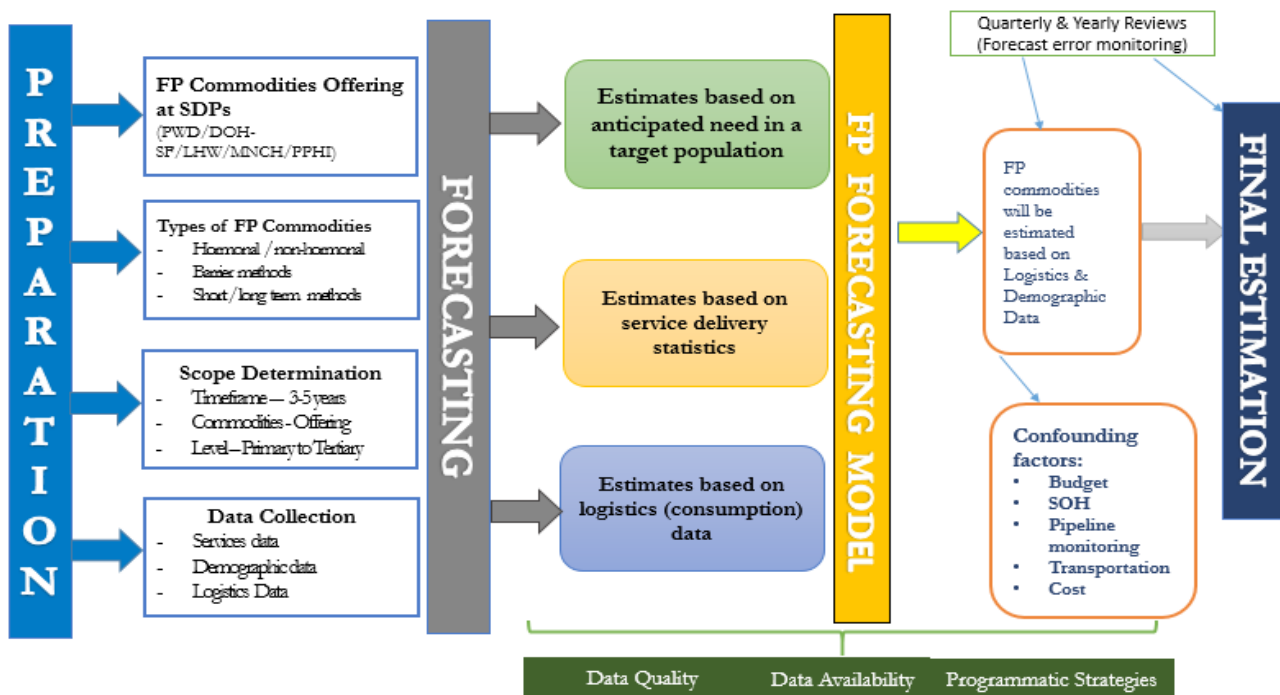 PREPARATION
FP Commodities Offering
at SDPs
(PWD/DOH-
SF/LHW/MNCH/PPHI)
Types of FP Commodities
- Hormonal / non-hormonal
- Barrier methods
- Short/long term methods
Scope Determination
- Timeframe — 3-5 years
- Commodities - Offering
- Level – Primary to Tertiary
Data Collection
- Services data
- Demographic data
- Logistics Data
FORECASTING
Estimates based on
anticipated need in a
target population
Estimates based on
service delivery
statistics
Estimates based on
logistics (consumption)
data
FP FORECASTING MODEL
Quarterly & Yearly Reviews
(Forecast error monitoring)
FP
commodities
will be
estimated
based on
Logistics &
Demographic
Data
Confounding
factors:
• Budget
• SOH
• Pipeline
monitoring
• Transportation
• Cost
FINAL ESTIMATION
Data Quality
Data Availability
Programmatic Strategies